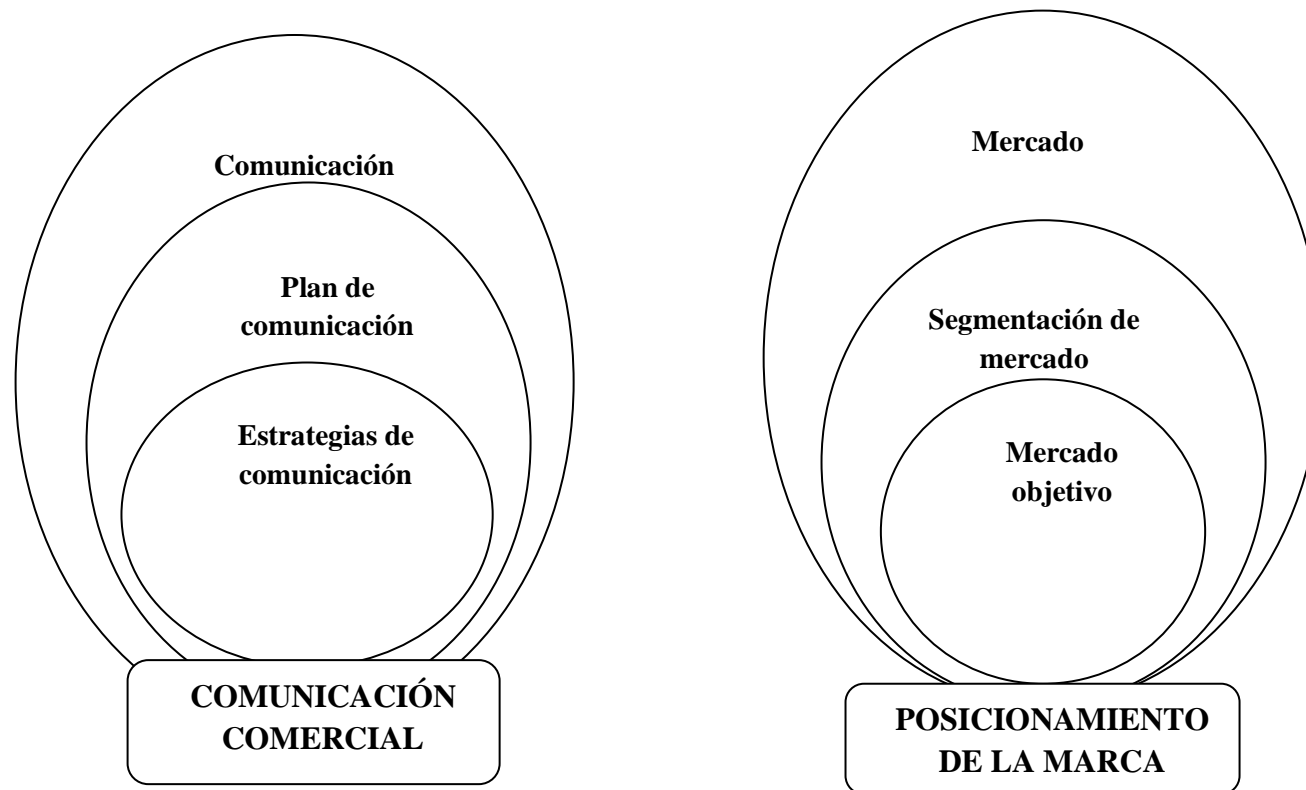 Comunicación
Plan de
comunicación
Estrategias de
comunicación
COMUNICACIÓN
COMERCIAL
Mercado
Segmentación de
mercado
Mercado
objetivo
POSICIONAMIENTO
DE LA MARCA